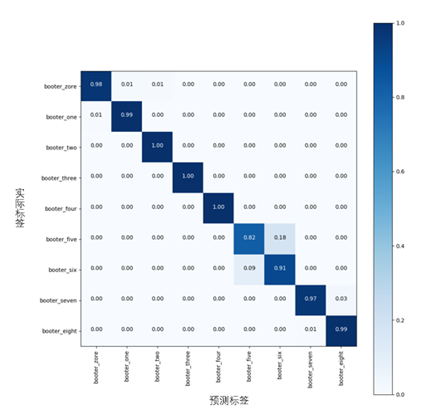 1.0
booter_zore 0.98 0.01 0.01 0.00 0.00 0.00 0.00 0.00 0.00
booter_one 0.01 0.99 0.00 0.00 0.00 0.00 0.00 0.00 0.00
0.8
booter_two 0.00 0.00 1.00 0.00 0.00 0.00 0.00 0.00 0.00
booter_three 0.00 0.00 0.00 1.00 0.00 0.00 0.00 0.00 0.00
0.6
实际标签
booter_four 0.00 0.00 0.00 0.00 1.00 0.00 0.00 0.00 0.00
booter_five 0.00 0.00 0.00 0.00 0.00 0.82 0.18 0.00 0.00
0.4
booter_six 0.00 0.00 0.00 0.00 0.00 0.09 0.91 0.00 0.00
booter_seven 0.00 0.00 0.00 0.00 0.00 0.00 0.00 0.97 0.03
0.2
booter_eight 0.00 0.00 0.00 0.00 0.00 0.00 0.00 0.01 0.99
booter_zore booter_one booter_two booter_three booter_four booter_five booter_six booter_seven booter_eight
0.0
预测标签